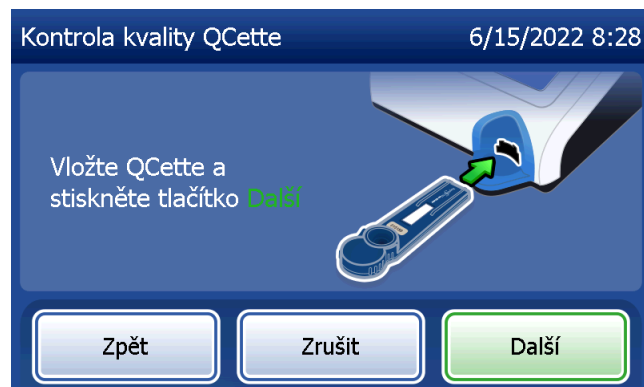 Kontrola kvality QCette
6/15/2022 8:28
Vložte QCette a
stiskněte tlačítko Další
Zpět
Zrušit
Další